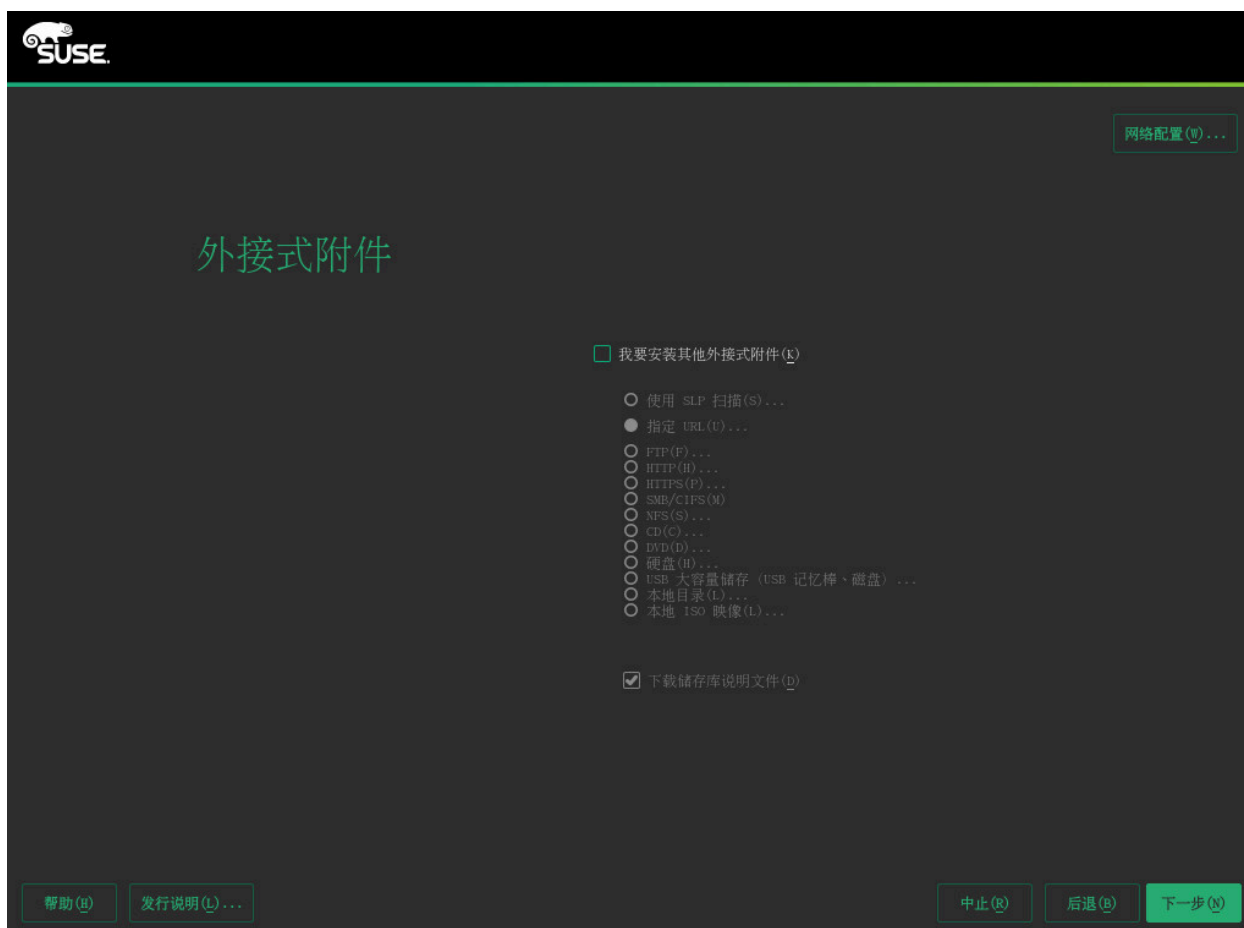 SUSE.
网络配置(W)...
外接式附件
我要安装其他外接式附件(K)
使用 SLP 扫描(S)...
指定 URL(U)...
FTP(F)...
HTTP(H)...
HTTPS(P)...
SMB/CIFS(M)
NFS(S)...
CD(C)...
DVD(D)...
硬盘(H)...
USB 大容量储存（USB 记忆棒、磁盘）...
本地目录(L)...
本地 ISO 映像(L)...
下载储存库说明文件(D)
帮助(H) 发行说明(L)... 中止(R) 后退(B) 下一步(N)